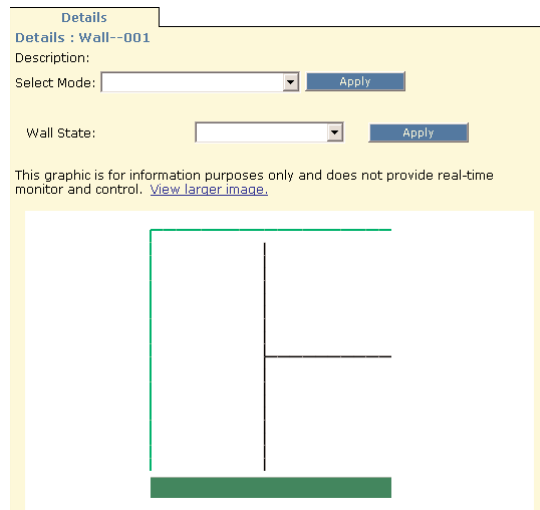 Details
Details : Wall--001
Description:
Select Mode: Apply
Wall State: Apply
This graphic is for information purposes only and does not provide real-time
monitor and control. View larger image.